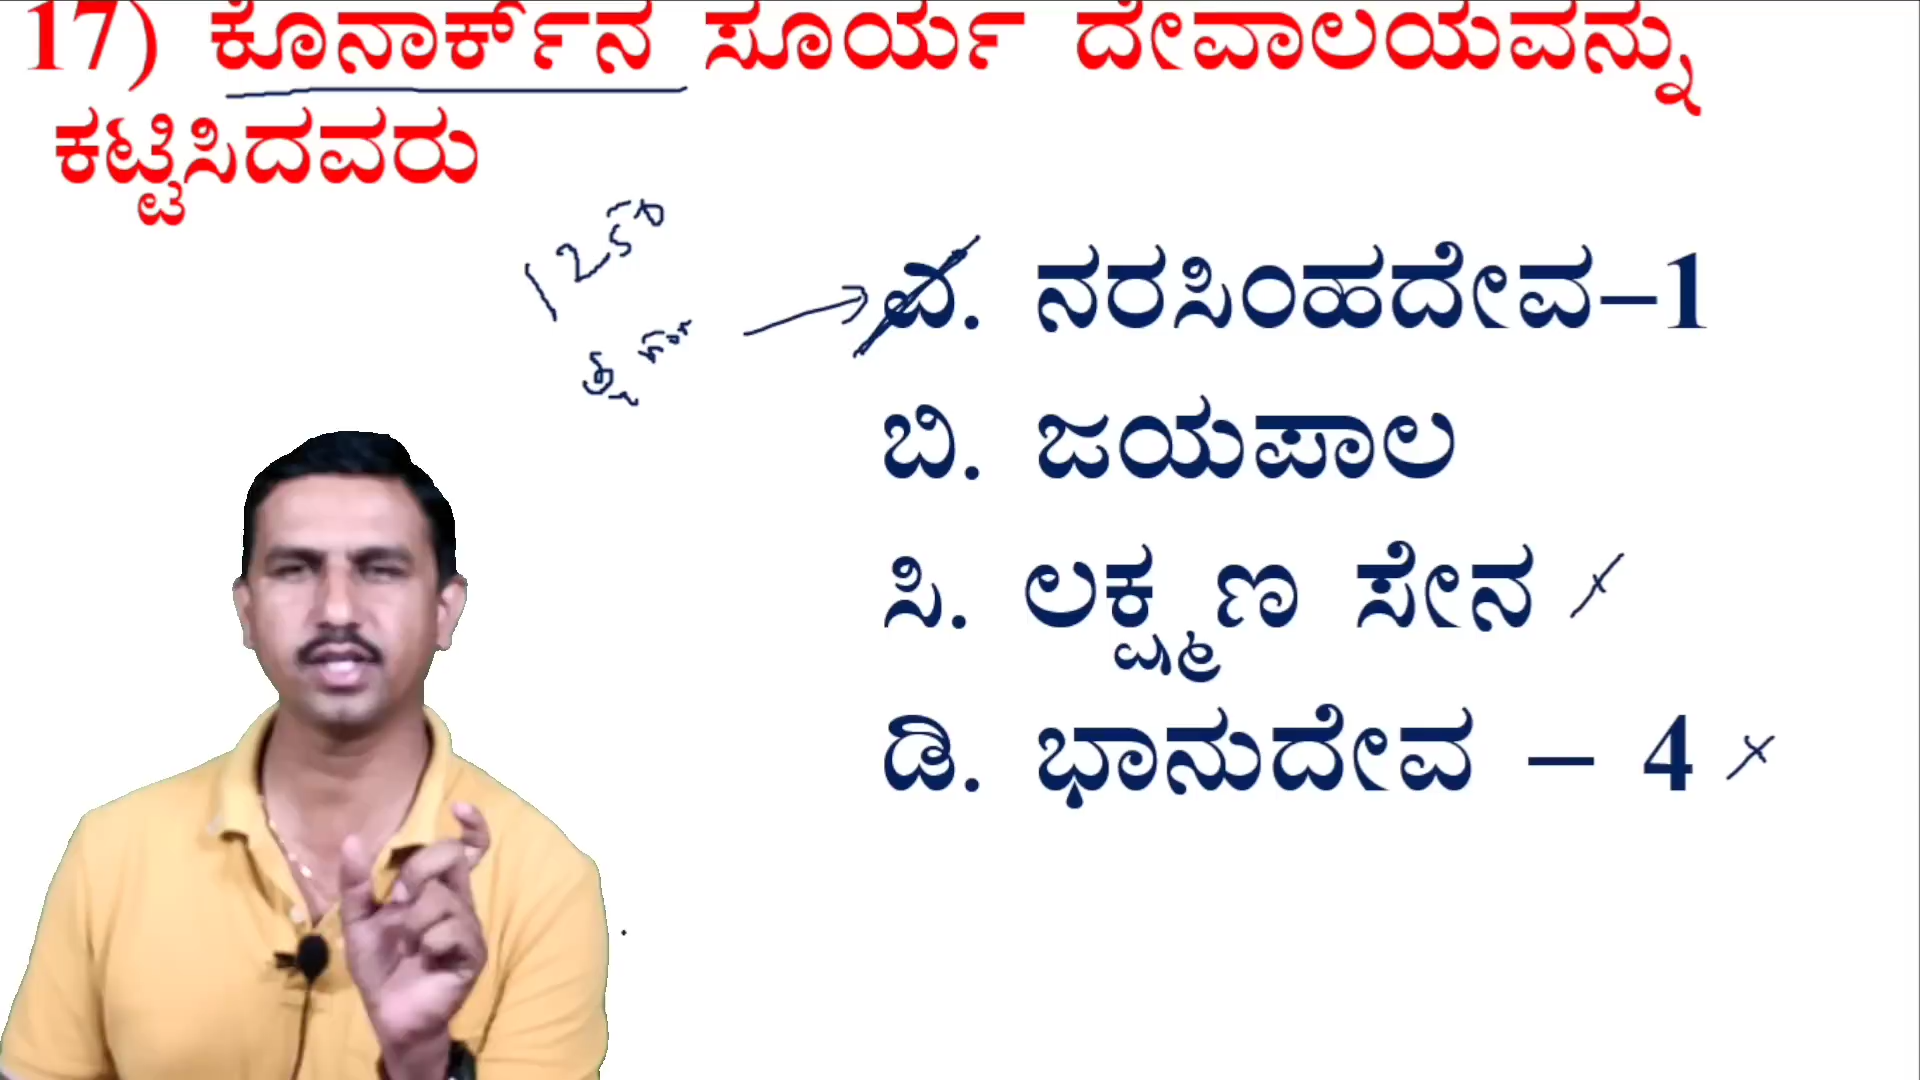 17) ಕೊನಾರ್ಕ್‌ನ ಸೂರ್ಯ ದೇವಾಲಯವನ್ನು
ಕಟ್ಟಿಸಿದವರು
1250
ಎ. ನರಸಿಂಹದೇವ–1
ಬಿ. ಜಯಪಾಲ
ಸಿ. ಲಕ್ಷ್ಮಣ ಸೇನ
ಡಿ. ಭಾನುದೇವ – 4